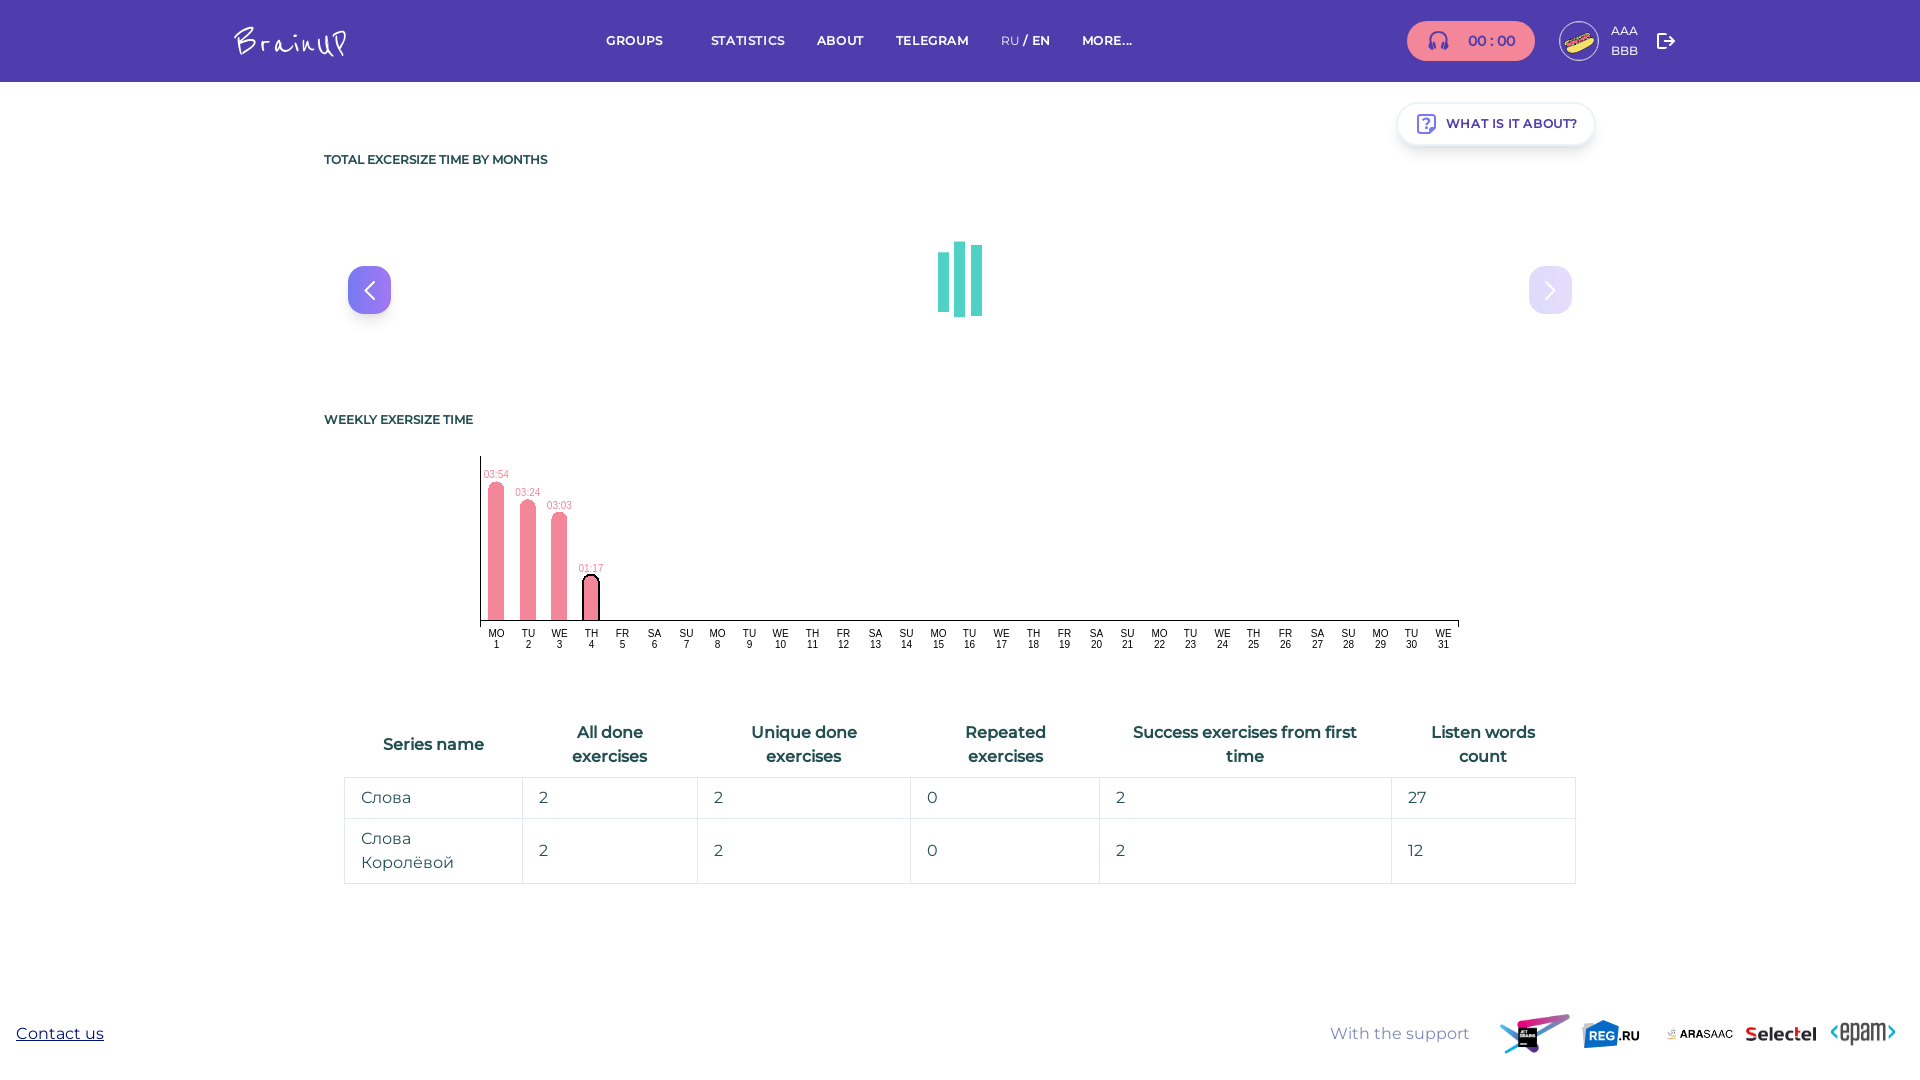 BrainUP
GROUPS STATISTICS ABOUT TELEGRAM RU / EN MORE...
00 : 00
AAA
BBB
WHAT IS IT ABOUT?
TOTAL EXCERSIZE TIME BY MONTHS
WEEKLY EXERSIZE TIME
03:54
03:24
03:03
01:17
MO TU WE TH FR SA SU MO TU WE TH FR SA SU MO TU WE TH FR SA SU MO TU WE TH FR SA SU MO TU WE
1 2 3 4 5 6 7 8 9 10 11 12 13 14 15 16 17 18 19 20 21 22 23 24 25 26 27 28 29 30 31
Series name All done exercises Unique done exercises Repeated exercises Success exercises from first time Listen words count
Слова 2 2 0 2 27
Слова Королёвой 2 2 0 2 12
Contact us
With the support
REG.RU
ARASAAC
Selectel
<epam>